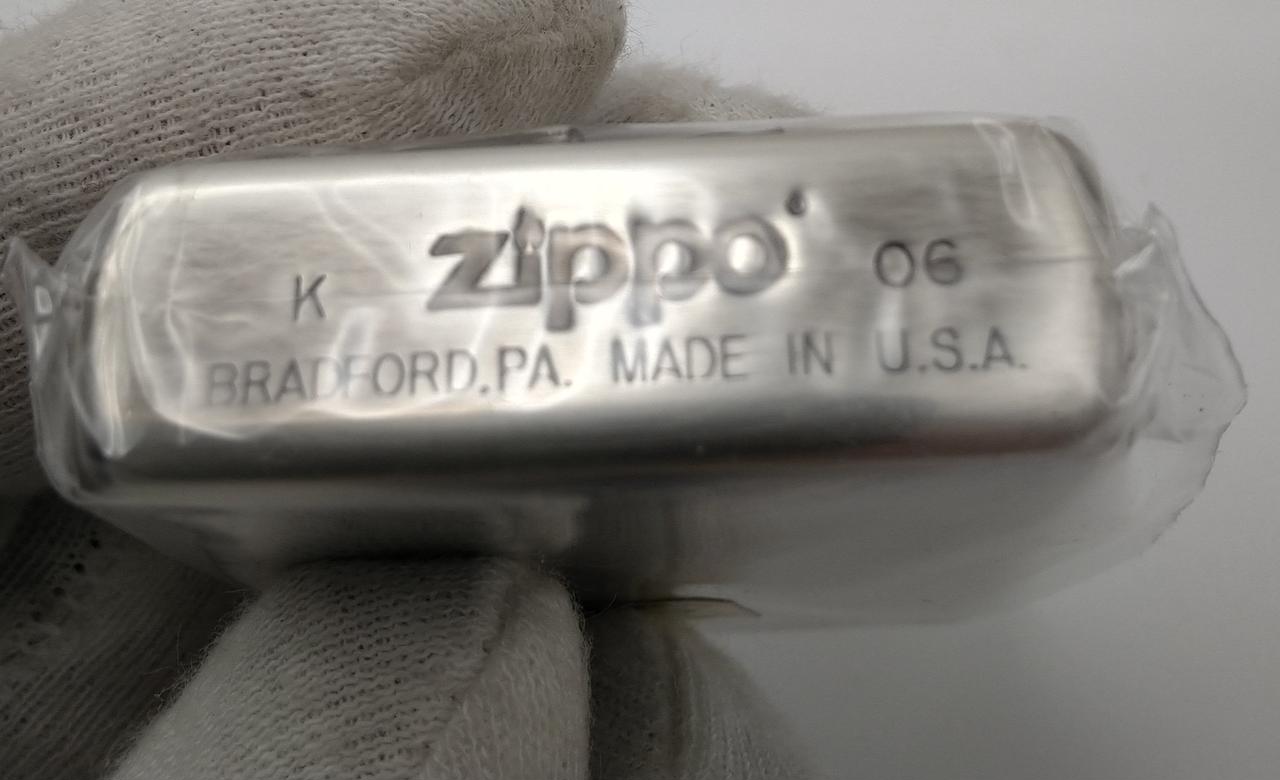 K zippo 06
BRADFORD,PA. MADE IN U.S.A.